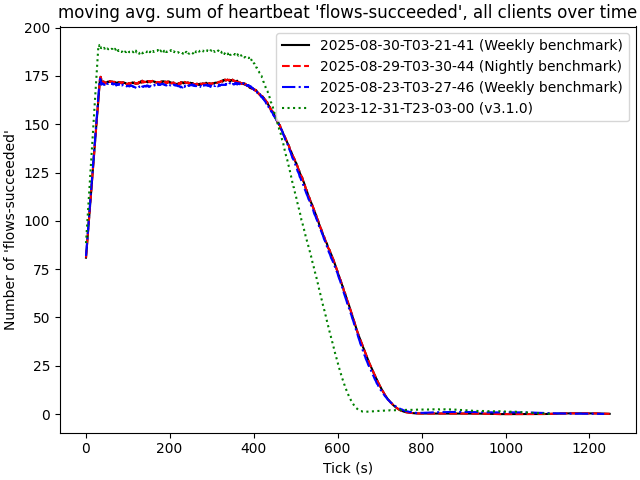 moving avg. sum of heartbeat 'flows-succeeded', all clients over time
Number of 'flows-succeeded'
200
175
150
125
100
75
50
25
0
2025-08-30-T03-21-41 (Weekly benchmark)
2025-08-29-T03-30-44 (Nightly benchmark)
2025-08-23-T03-27-46 (Weekly benchmark)
2023-12-31-T23-03-00 (v3.1.0)
0 200 400 600 800 1000 1200
Tick (s)